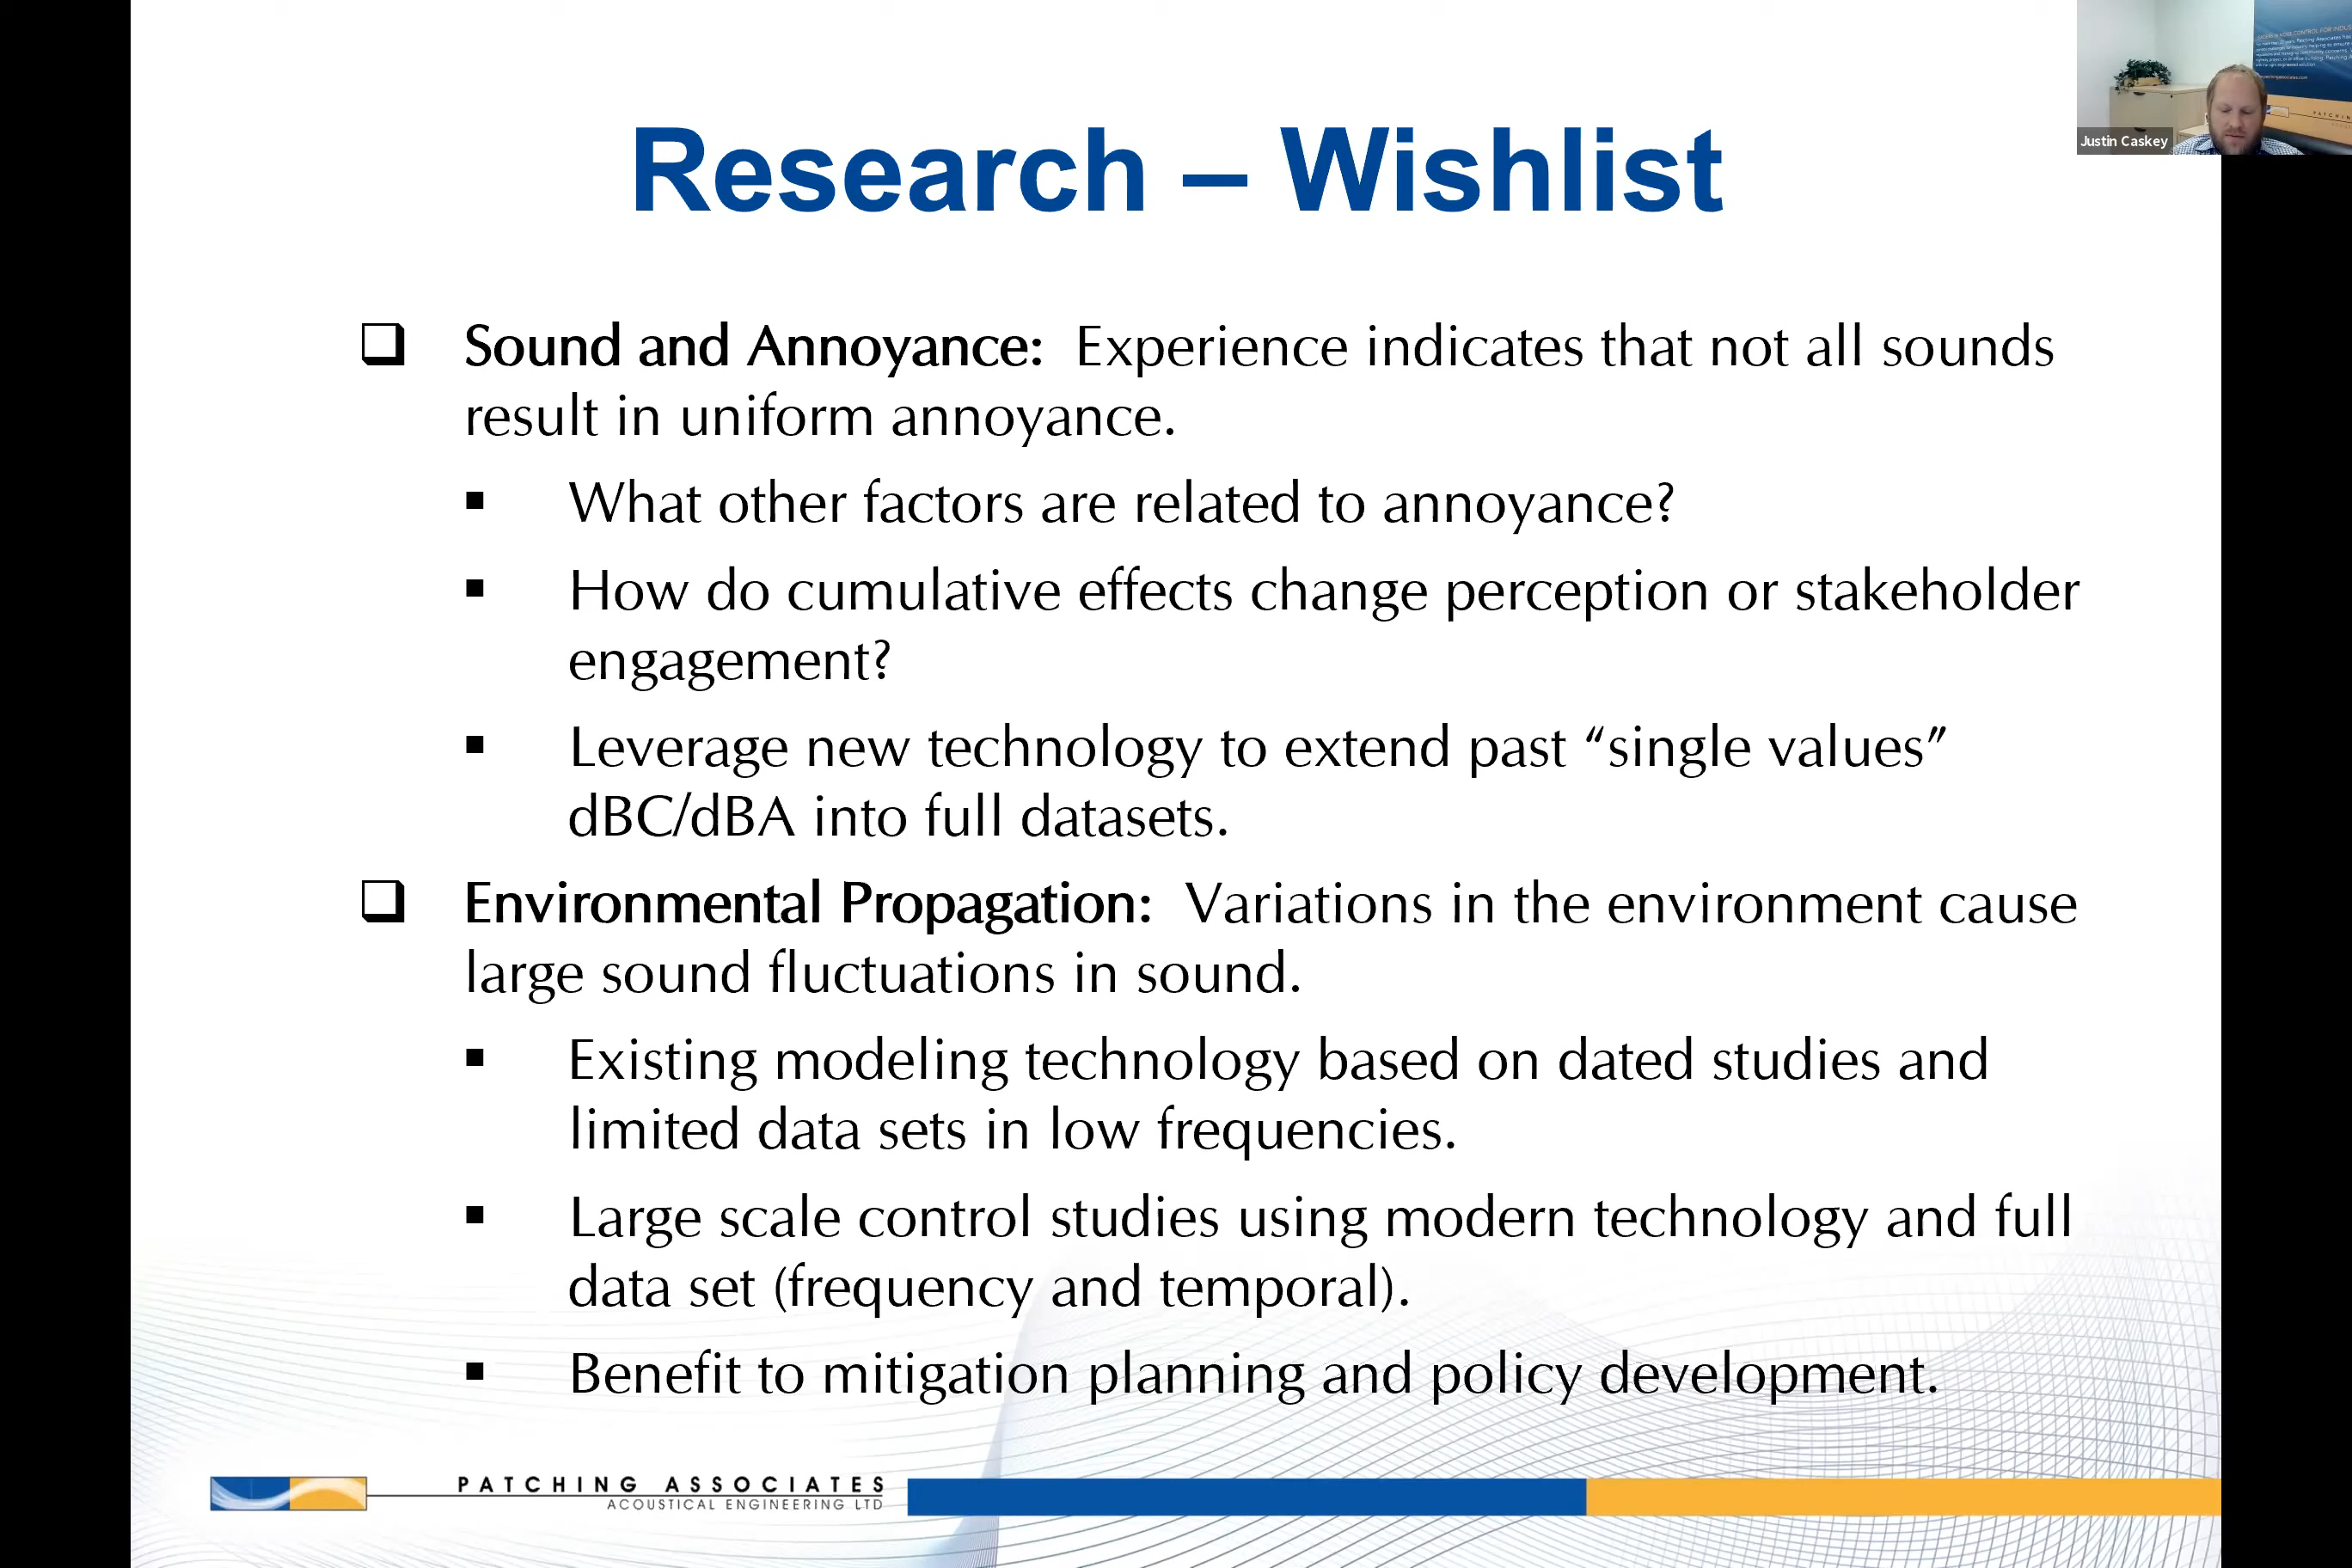 Research – Wishlist
Justin Caskey
❑ Sound and Annoyance: Experience indicates that not all sounds
result in uniform annoyance.
▪ What other factors are related to annoyance?
▪ How do cumulative effects change perception or stakeholder
engagement?
▪ Leverage new technology to extend past “single values”
dBC/dBA into full datasets.
❑ Environmental Propagation: Variations in the environment cause
large sound fluctuations in sound.
▪ Existing modeling technology based on dated studies and
limited data sets in low frequencies.
▪ Large scale control studies using modern technology and full
data set (frequency and temporal).
▪ Benefit to mitigation planning and policy development.
PATCHING ASSOCIATES
ACOUSTICAL ENGINEERING LTD